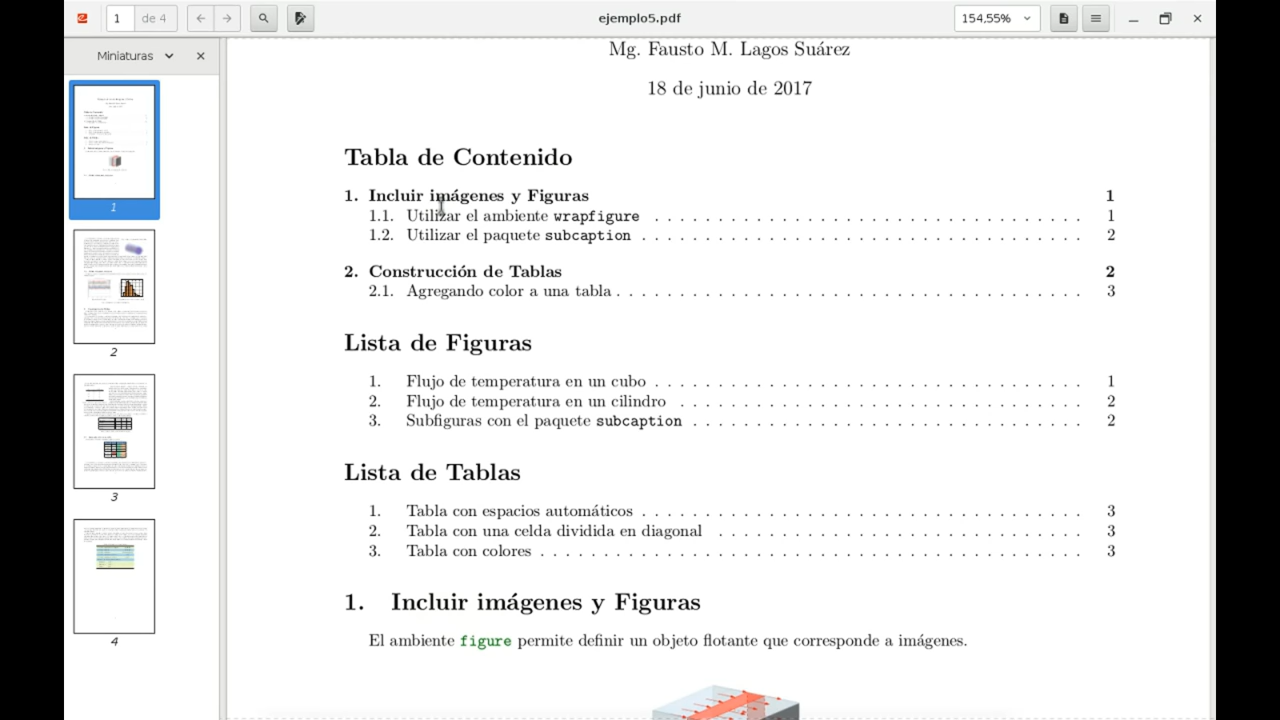 1 de 4 ejemplo5.pdf 154,55%
Miniaturas
1
2
3
4
Mg. Fausto M. Lagos Suárez
18 de junio de 2017
Tabla de Contenido
1. Incluir imágenes y Figuras 1
1.1. Utilizar el ambiente wrapfigure . . . . . . . . . . . . . . . . . . . . . . . 1
1.2. Utilizar el paquete subcaption . . . . . . . . . . . . . . . . . . . . . . . 2
2. Construcción de Tablas 2
2.1. Agregando color a una tabla . . . . . . . . . . . . . . . . . . . . . . . . . 3
Lista de Figuras
1. Flujo de temperatura en un cubo . . . . . . . . . . . . . . . . . . . . . . . 1
2. Flujo de temperatura en un cilindro . . . . . . . . . . . . . . . . . . . . . . 2
3. Subfiguras con el paquete subcaption . . . . . . . . . . . . . . . . . . . . . 2
Lista de Tablas
1. Tabla con espacios automáticos . . . . . . . . . . . . . . . . . . . . . . . 3
2. Tabla con una celda dividida en diagonal . . . . . . . . . . . . . . . . . . . . 3
3. Tabla con colores . . . . . . . . . . . . . . . . . . . . . . . . . . . . 3
1. Incluir imágenes y Figuras
El ambiente figure permite definir un objeto flotante que corresponde a imágenes.